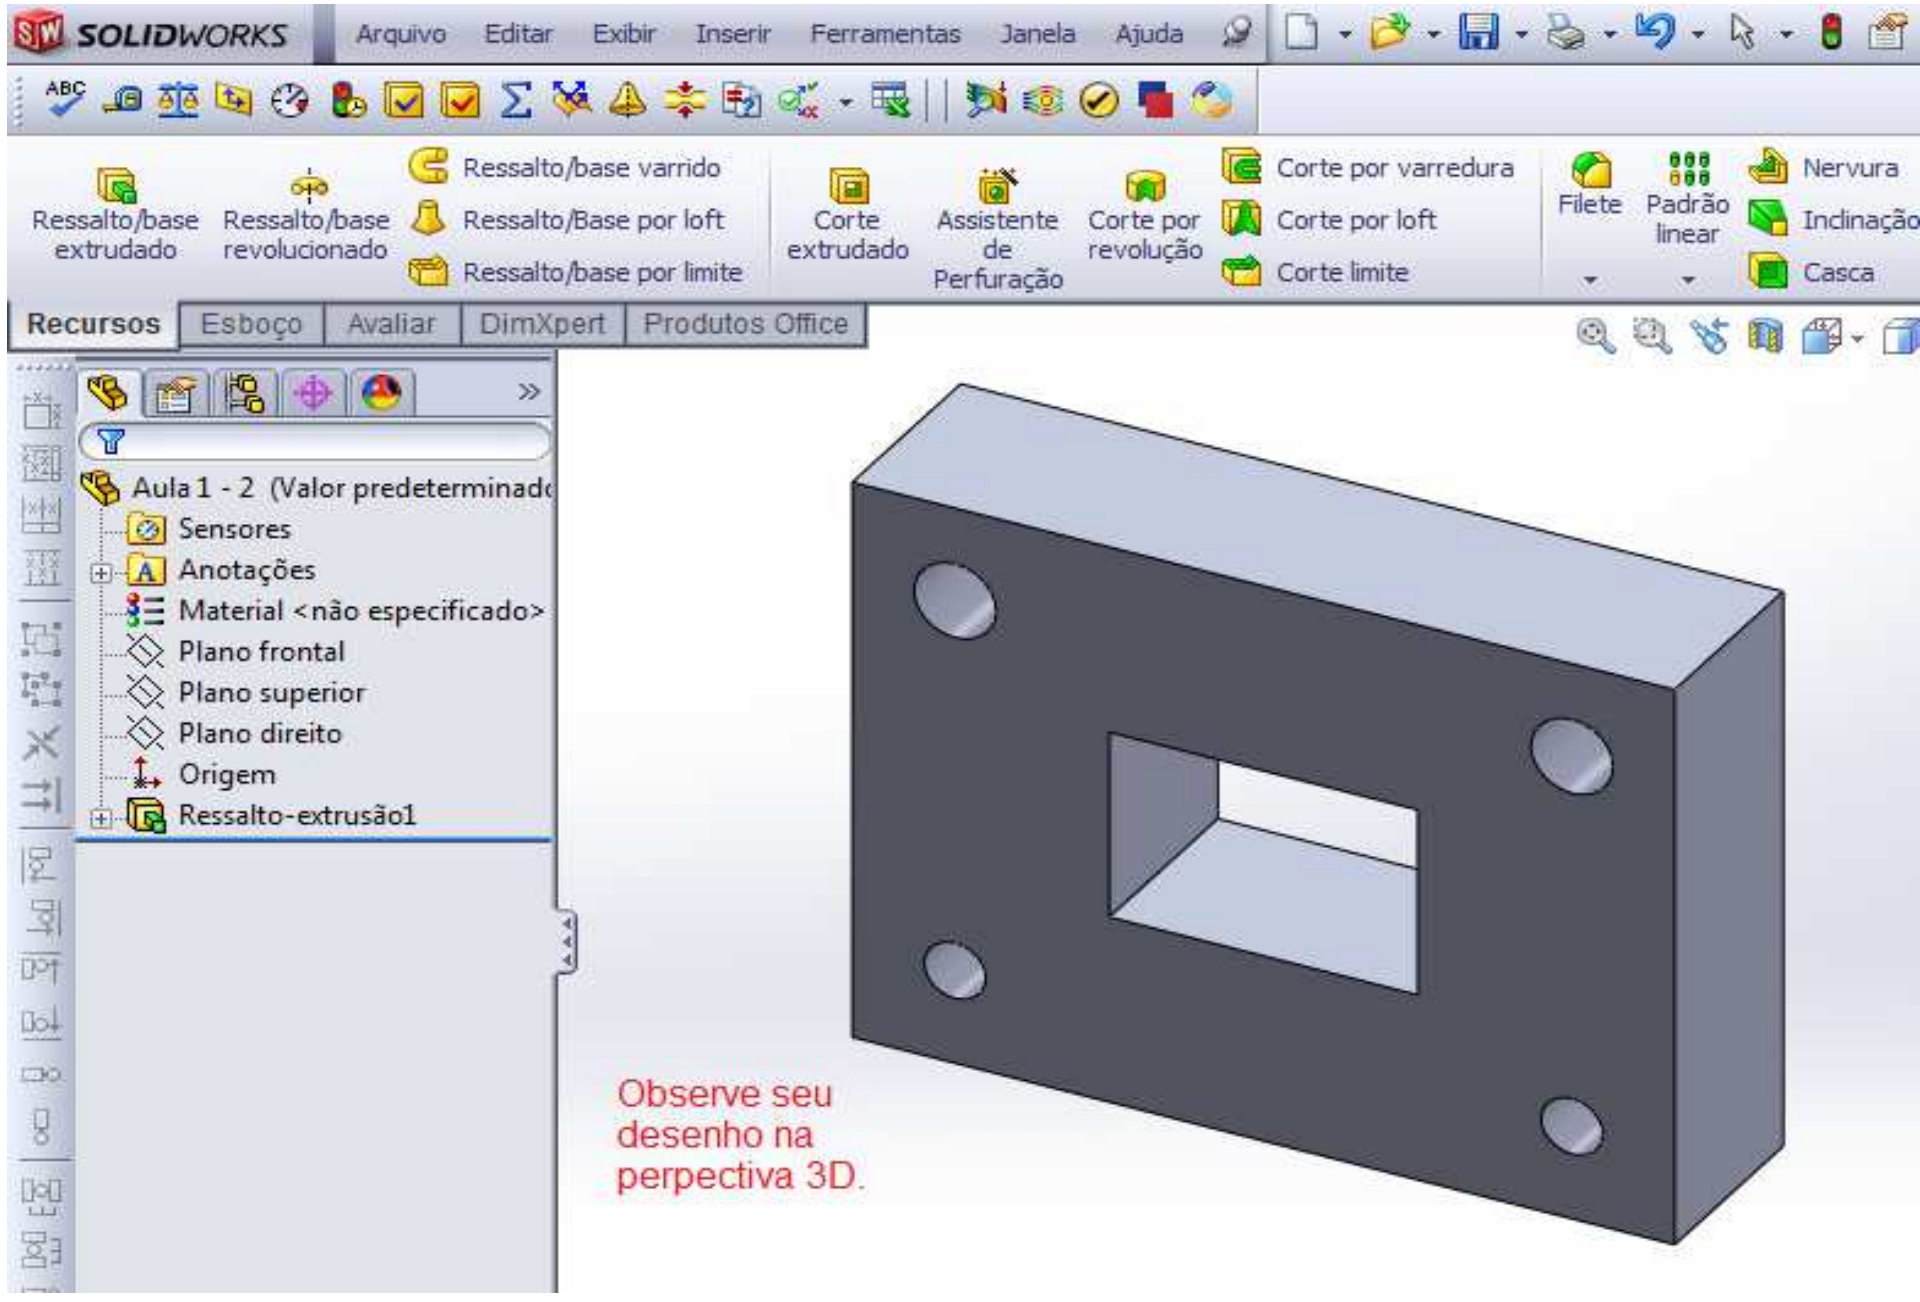 SW SOLIDWORKS Arquivo Editar Exibir Inserir Ferramentas Janela Ajuda
ABC
Ressalto/base extrudado
Ressalto/base revolucionado
Ressalto/base varrido
Ressalto/Base por loft
Ressalto/base por limite
Corte extrudado
Assistente de Perfuração
Corte por revolução
Corte por varredura
Corte por loft
Corte limite
Filete
Padrão linear
Nervura
Inclinação
Casca
Recursos Esboço Avaliar DimXpert Produtos Office
Aula 1 - 2 (Valor predeterminado
Sensores
A Anotações
Material <não especificado>
Plano frontal
Plano superior
Plano direito
Origem
Ressalto-extrusão1
Observe seu
desenho na
perpectiva 3D.